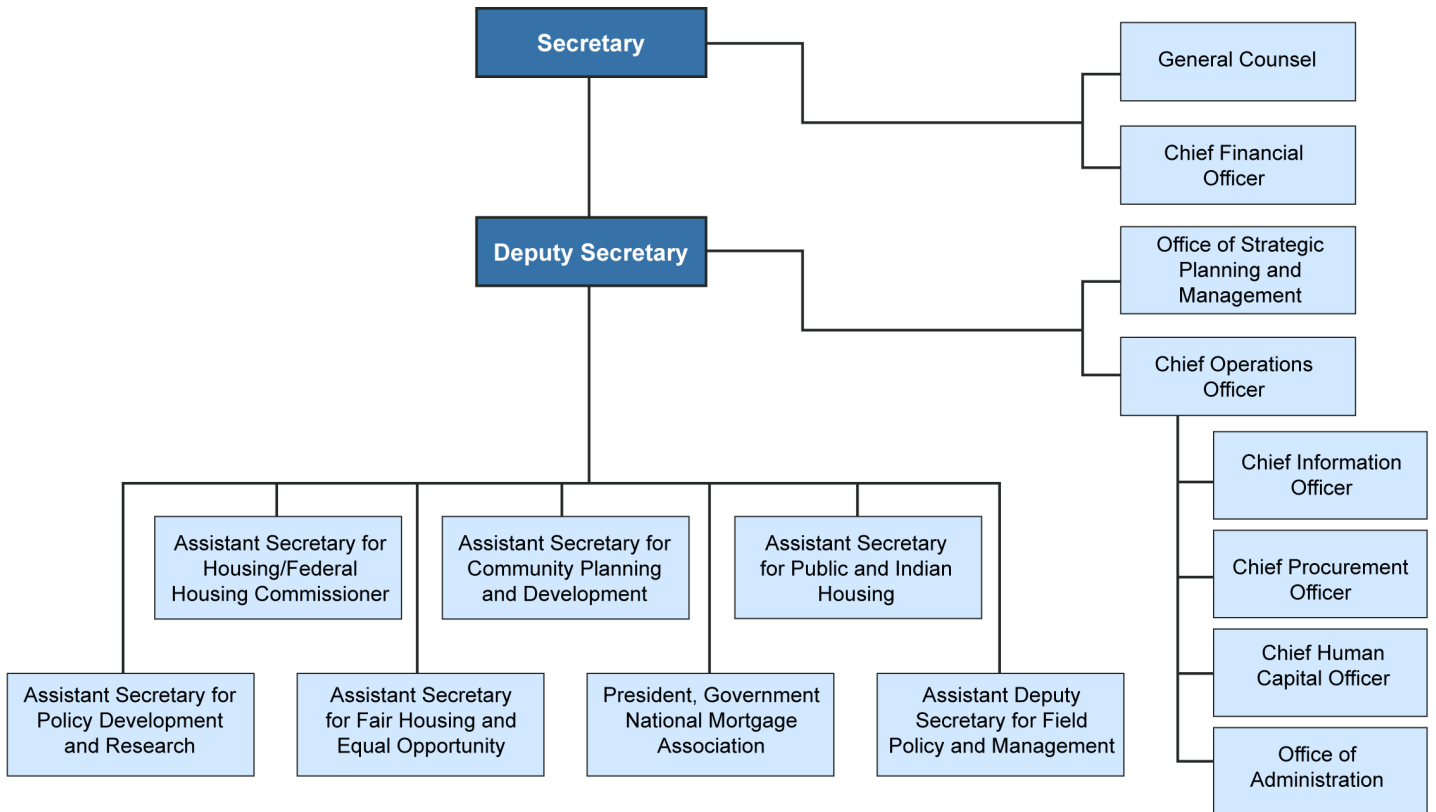 Secretary
General Counsel
Chief Financial
Officer
Deputy Secretary
Office of Strategic
Planning and
Management
Chief Operations
Officer
Chief Information
Officer
Chief Procurement
Officer
Chief Human
Capital Officer
Office of
Administration
Assistant Secretary for
Housing/Federal
Housing Commissioner
Assistant Secretary for
Community Planning
and Development
Assistant Secretary
for Public and Indian
Housing
Assistant Secretary for
Policy Development
and Research
Assistant Secretary
for Fair Housing and
Equal Opportunity
President, Government
National Mortgage
Association
Assistant Deputy
Secretary for Field
Policy and Management